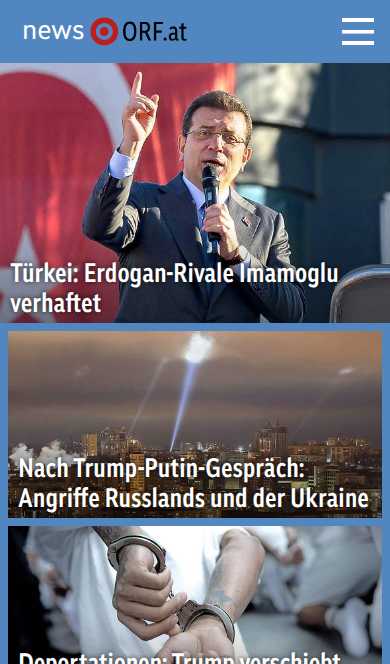 news ORF.at
Türkei: Erdogan-Rivale Imamoglu
verhaftet
Nach Trump-Putin-Gespräch:
Angriffe Russlands und der Ukraine
Deportationen: Trump verschiebt